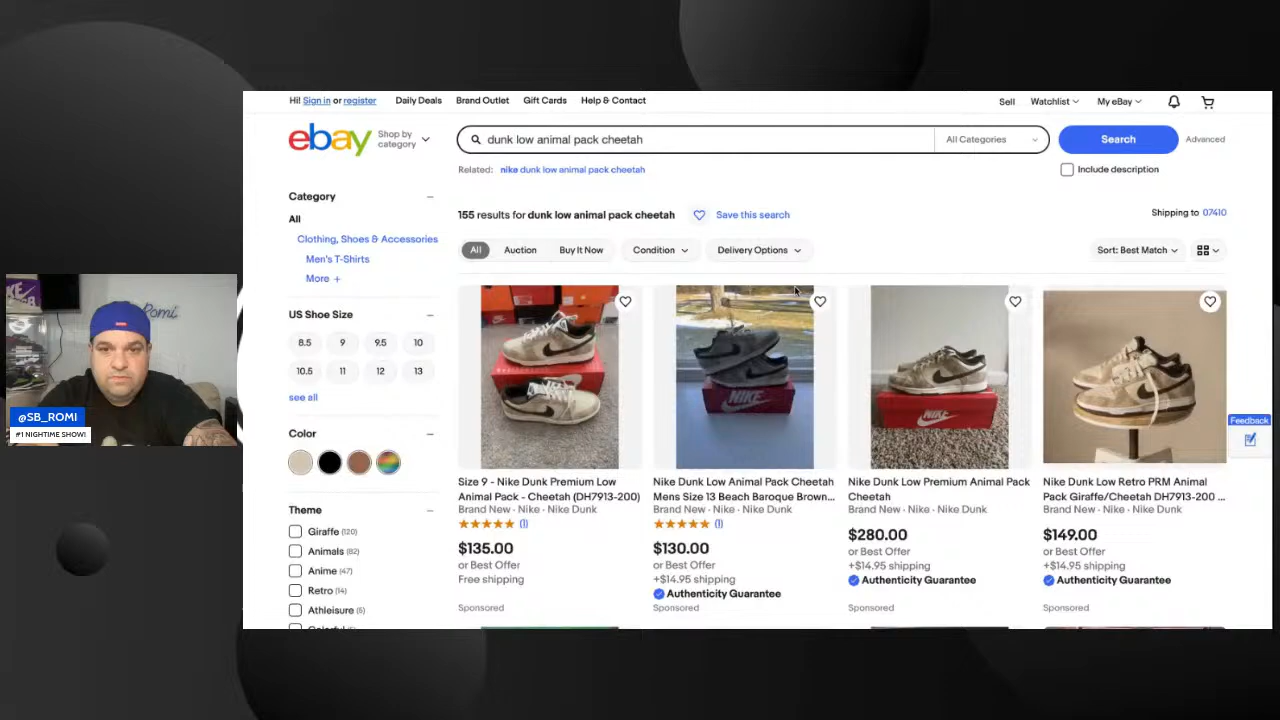 Hi! Sign in or register
Daily Deals
Brand Outlet
Gift Cards
Help & Contact
Sell
Watchlist
My eBay
ebay
Shop by
category
dunk low animal pack cheetah
All Categories
Search
Advanced
Related: nike dunk low animal pack cheetah
Include description
Category
All
Clothing, Shoes & Accessories
Men's T-Shirts
More +
155 results for dunk low animal pack cheetah
Save this search
Shipping to 07410
All
Auction
Buy It Now
Condition
Delivery Options
Sort: Best Match
US Shoe Size
8.5 9 9.5 10
10.5 11 12 13
see all
Color
Theme
Giraffe (120)
Animals (82)
Anime (47)
Retro (14)
Athleisure (5)
Size 9 - Nike Dunk Premium Low
Animal Pack - Cheetah (DH7913-200)
Brand New · Nike · Nike Dunk
(1)
$135.00
or Best Offer
Free shipping
Sponsored
NIKE
Nike Dunk Low Animal Pack Cheetah
Mens Size 13 Beach Baroque Brown...
Brand New · Nike · Nike Dunk
(1)
$130.00
or Best Offer
+$14.95 shipping
Authenticity Guarantee
Sponsored
NIKE
Nike Dunk Low Premium Animal Pack
Cheetah
Brand New · Nike · Nike Dunk
$280.00
or Best Offer
+$14.95 shipping
Authenticity Guarantee
Sponsored
Nike Dunk Low Retro PRM Animal
Pack Giraffe/Cheetah DH7913-200 ...
Brand New · Nike · Nike Dunk
$149.00
or Best Offer
+$14.95 shipping
Authenticity Guarantee
Sponsored
Feedback
Romi
@SB_ROMI
#1 NIGHTIME SHOW!